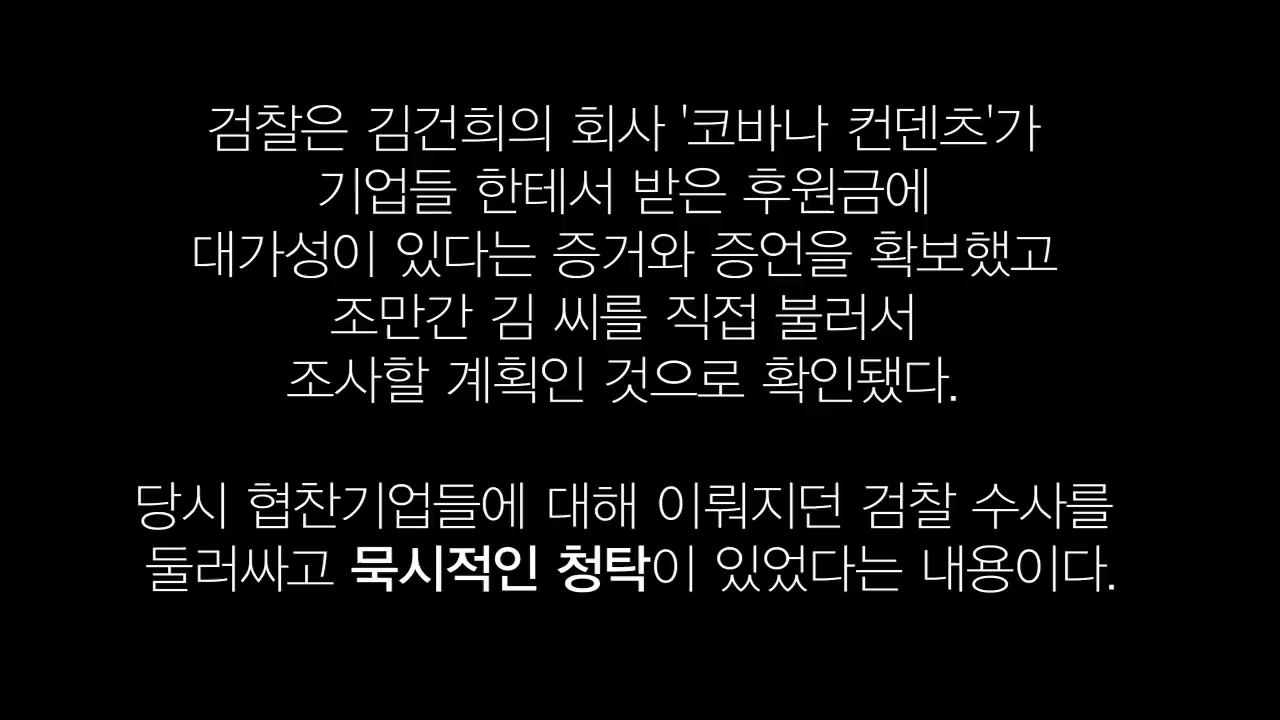 검찰은 김건희의 회사 '코바나 컨덴츠'가
기업들 한테서 받은 후원금에
대가성이 있다는 증거와 증언을 확보했고
조만간 김 씨를 직접 불러서
조사할 계획인 것으로 확인됐다.
당시 협찬기업들에 대해 이뤄지던 검찰 수사를
둘러싸고 묵시적인 청탁이 있었다는 내용이다.